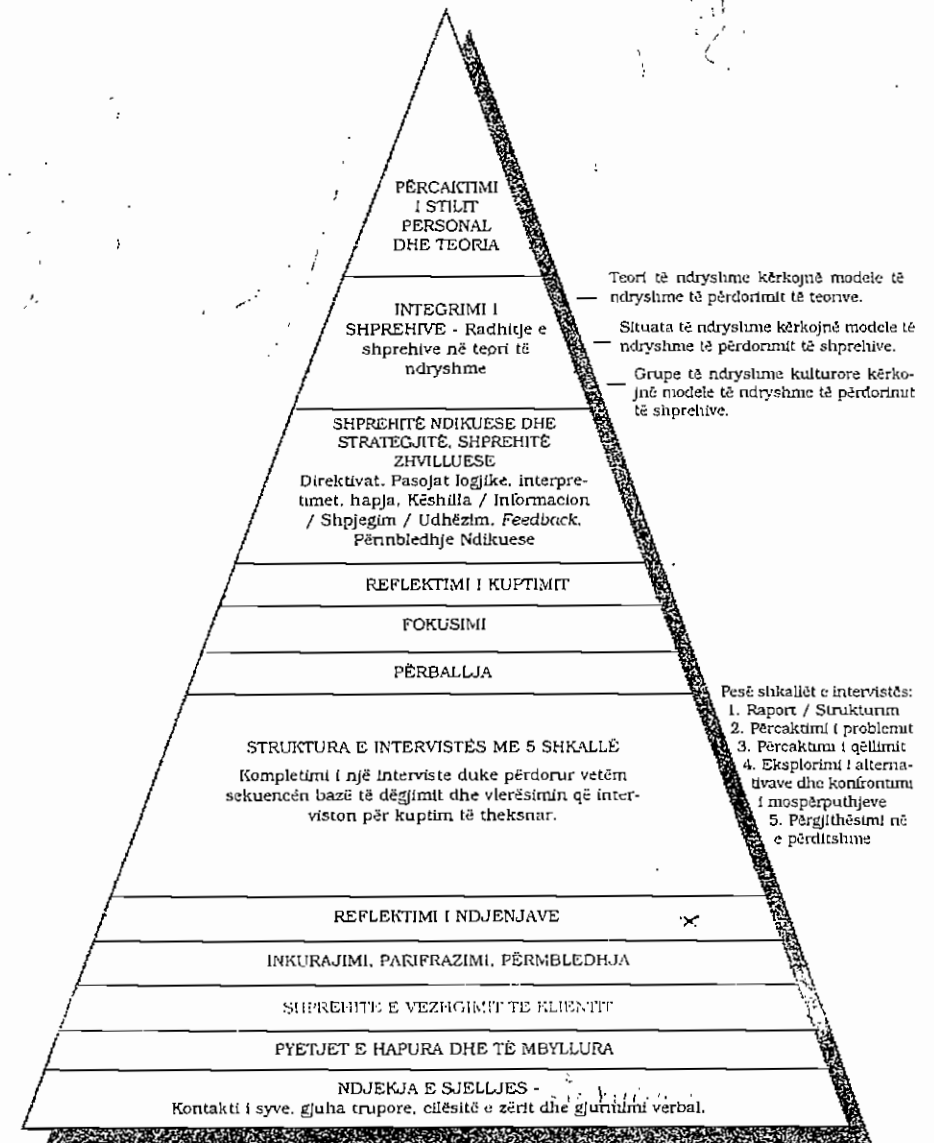 PËRCAKTIMI
I STILIT
PERSONAL
DHE TEORIA
INTEGRIMI I
SHPREHIVE - Radhitje e
shprehive në teori të
ndryshme
Teori të ndryshme kërkojnë modele të
ndryshme të përdorimit të teorive.
Situata të ndryshme kërkojnë modele të
ndryshme të përdorimit të shprehive.
Grupe të ndryshme kulturore kërko-
jnë modele të ndryshme të përdorimit
të shprehive.
SHPREHITË NDIKUESE DHE
STRATEGJITË, SHPREHITË
ZHVILLUESE
Direktivat, Pasojat logjike, interpre-
timet, hapja, Këshilla / Informacion
/ Shpjegim / Udhëzim, Feedback,
Përmbledhje Ndikuese
REFLEKTIMI I KUPTIMIT
FOKUSIMI
PËRBALLJA
STRUKTURA E INTERVISTËS ME 5 SHKALLË
Kompletimi i një interviste duke përdorur vetëm
sekuencën bazë të dëgjimit dhe vlerësimin që inter-
viston për kuptim të theksuar.
Pesë shkallët e intervistës:
1. Raport / Strukturim
2. Përcaktimi i problemit
3. Përcaktimi i qëllimit
4. Eksplorimi i alterna-
tivave dhe konfrontimi
i mospërputhjeve
5. Përgjithësimi në
e përditshme
REFLEKTIMI I NDJENJAVE
INKURAJIMI, PARIFRAZIMI, PËRMBLEDHJA
SHPREHITË E VEZHGIMIT TË KLIENTIT
PYETJET E HAPURA DHE TË MBYLLURA
NDJEKJA E SJELLJES -
Kontakti i syve, gjuha trupore, cilësitë e zërit dhe gjurmimi verbal.